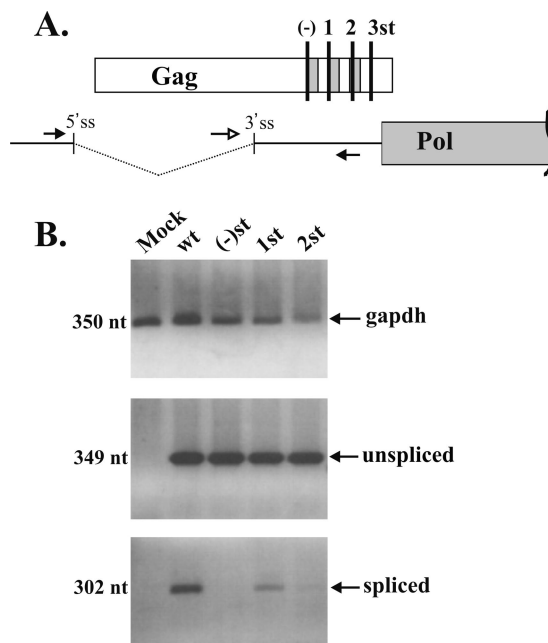 A.
(-) 1 2 3st
Gag
5'ss 3'ss
Pol
B.
Mock wt (-)st 1st 2st
350 nt gapdh
349 nt unspliced
302 nt spliced